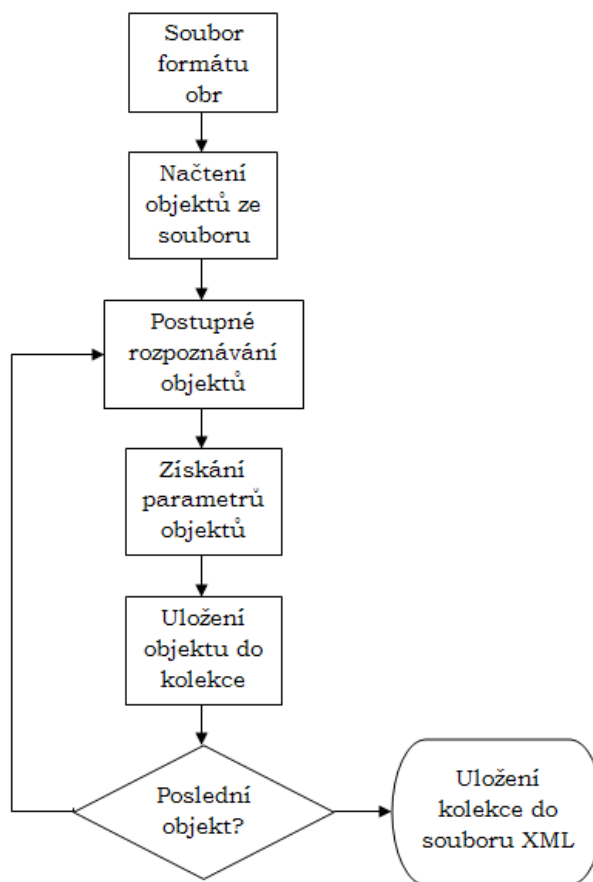 Soubor
formátu
obr
Načtení
objektů ze
souboru
Postupné
rozpoznávání
objektů
Získání
parametrů
objektů
Uložení
objektu do
kolekce
Poslední
objekt?
Uložení
kolekce do
souboru XML